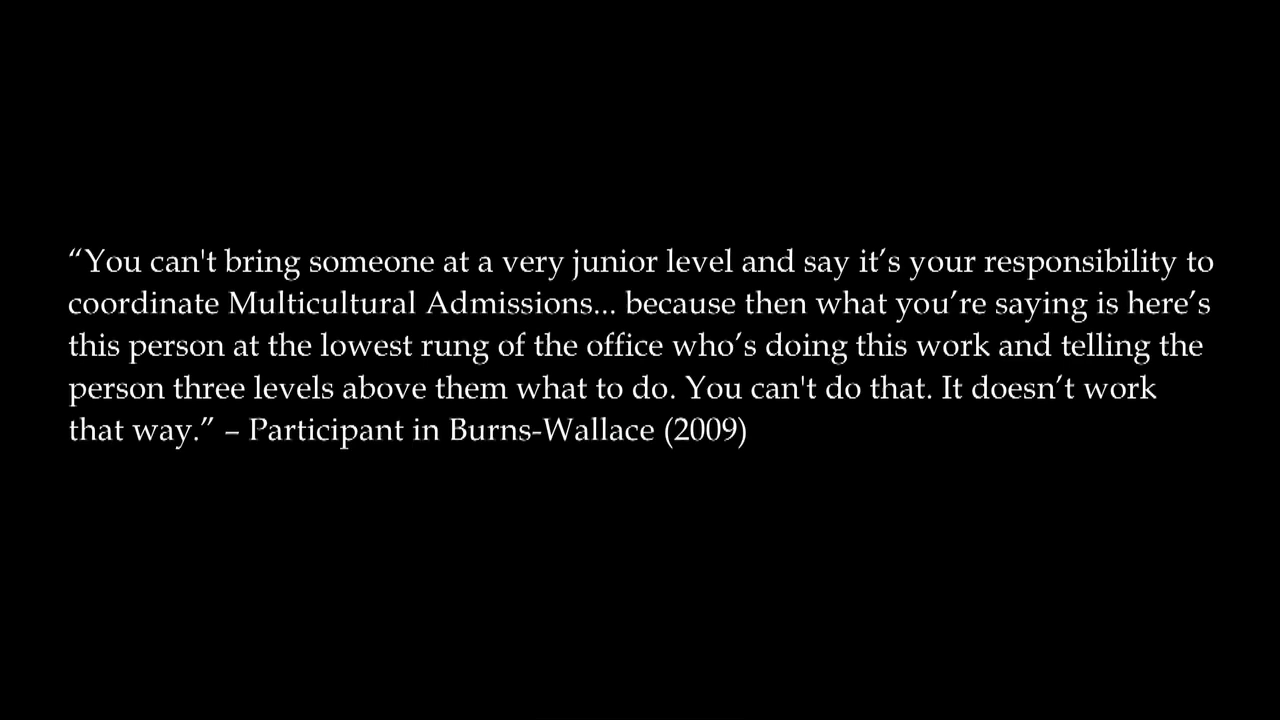 “You can't bring someone at a very junior level and say it’s your responsibility to
coordinate Multicultural Admissions... because then what you’re saying is here’s
this person at the lowest rung of the office who’s doing this work and telling the
person three levels above them what to do. You can't do that. It doesn’t work
that way.” – Participant in Burns-Wallace (2009)